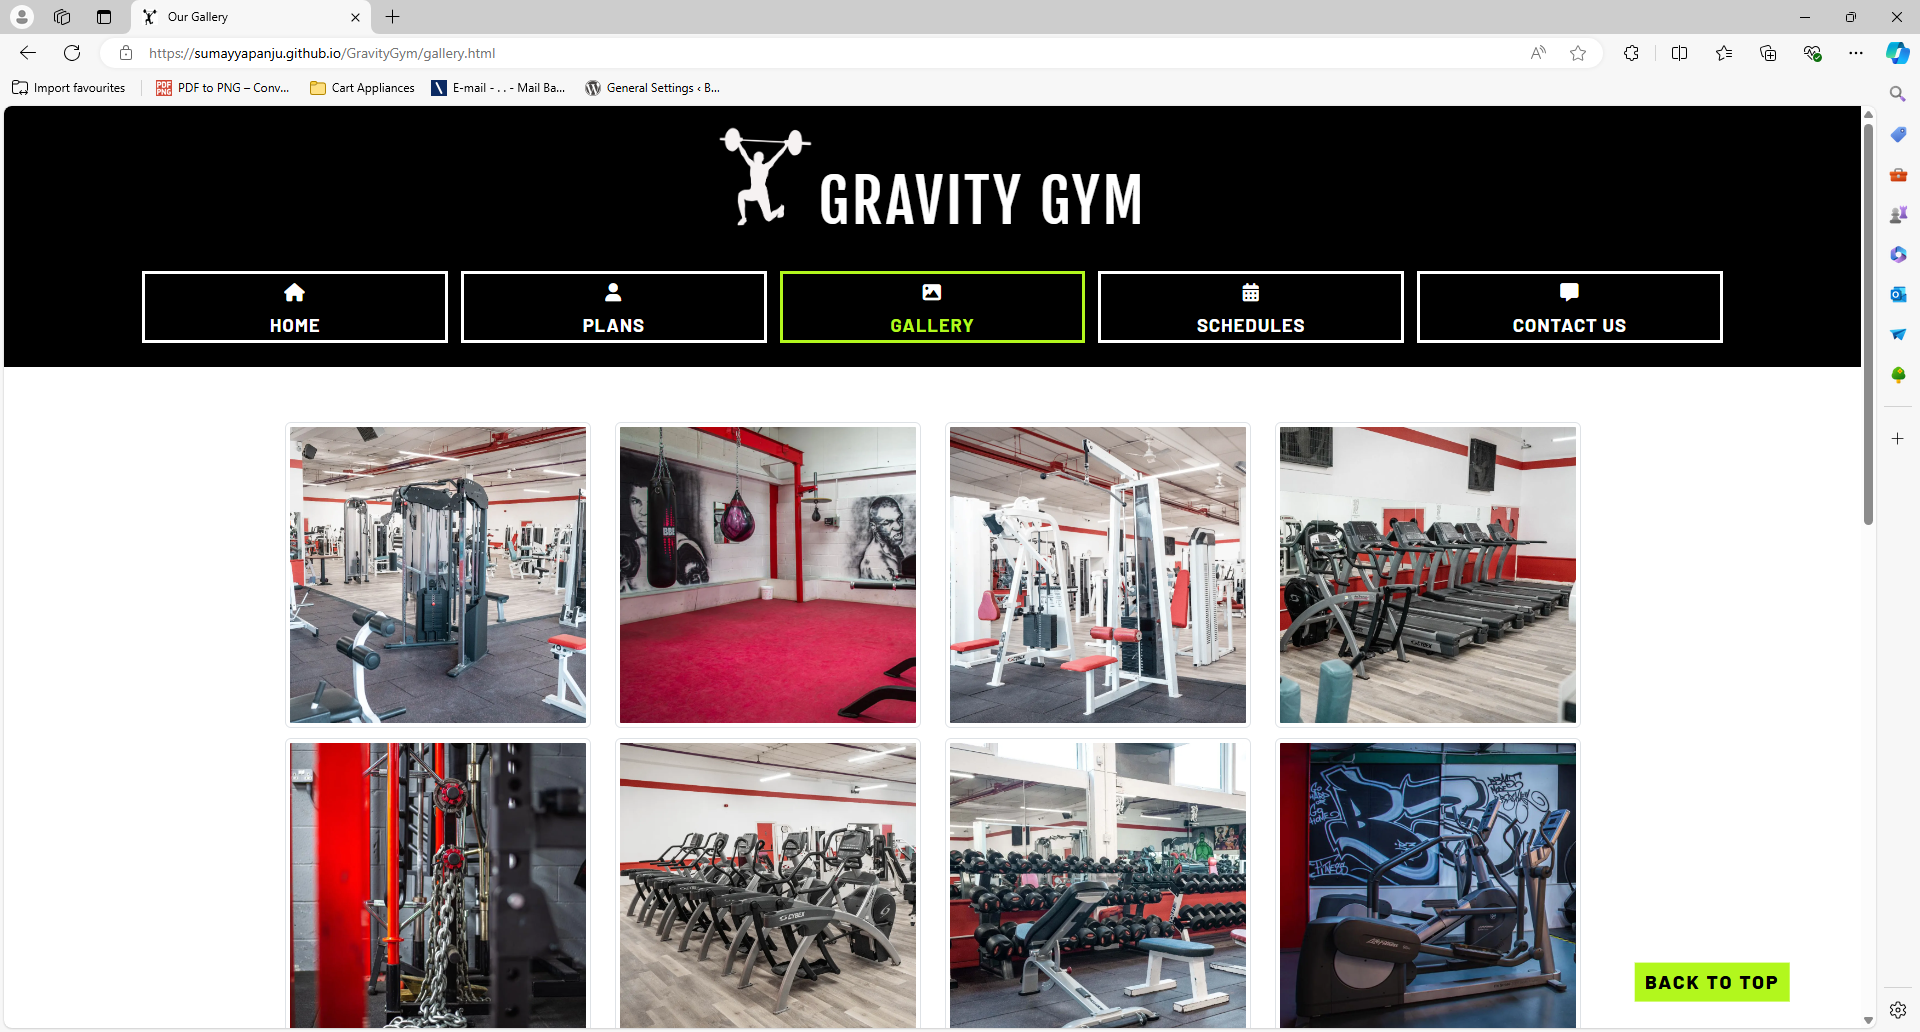 Our Gallery
https://sumayyapanju.github.io/GravityGym/gallery.html
Import favourites
PDF to PNG – Conv...
Cart Appliances
E-mail - . . - Mail Ba...
General Settings ‹ B...
GRAVITY GYM
HOME
PLANS
GALLERY
SCHEDULES
CONTACT US
CYBEX
BACK TO TOP